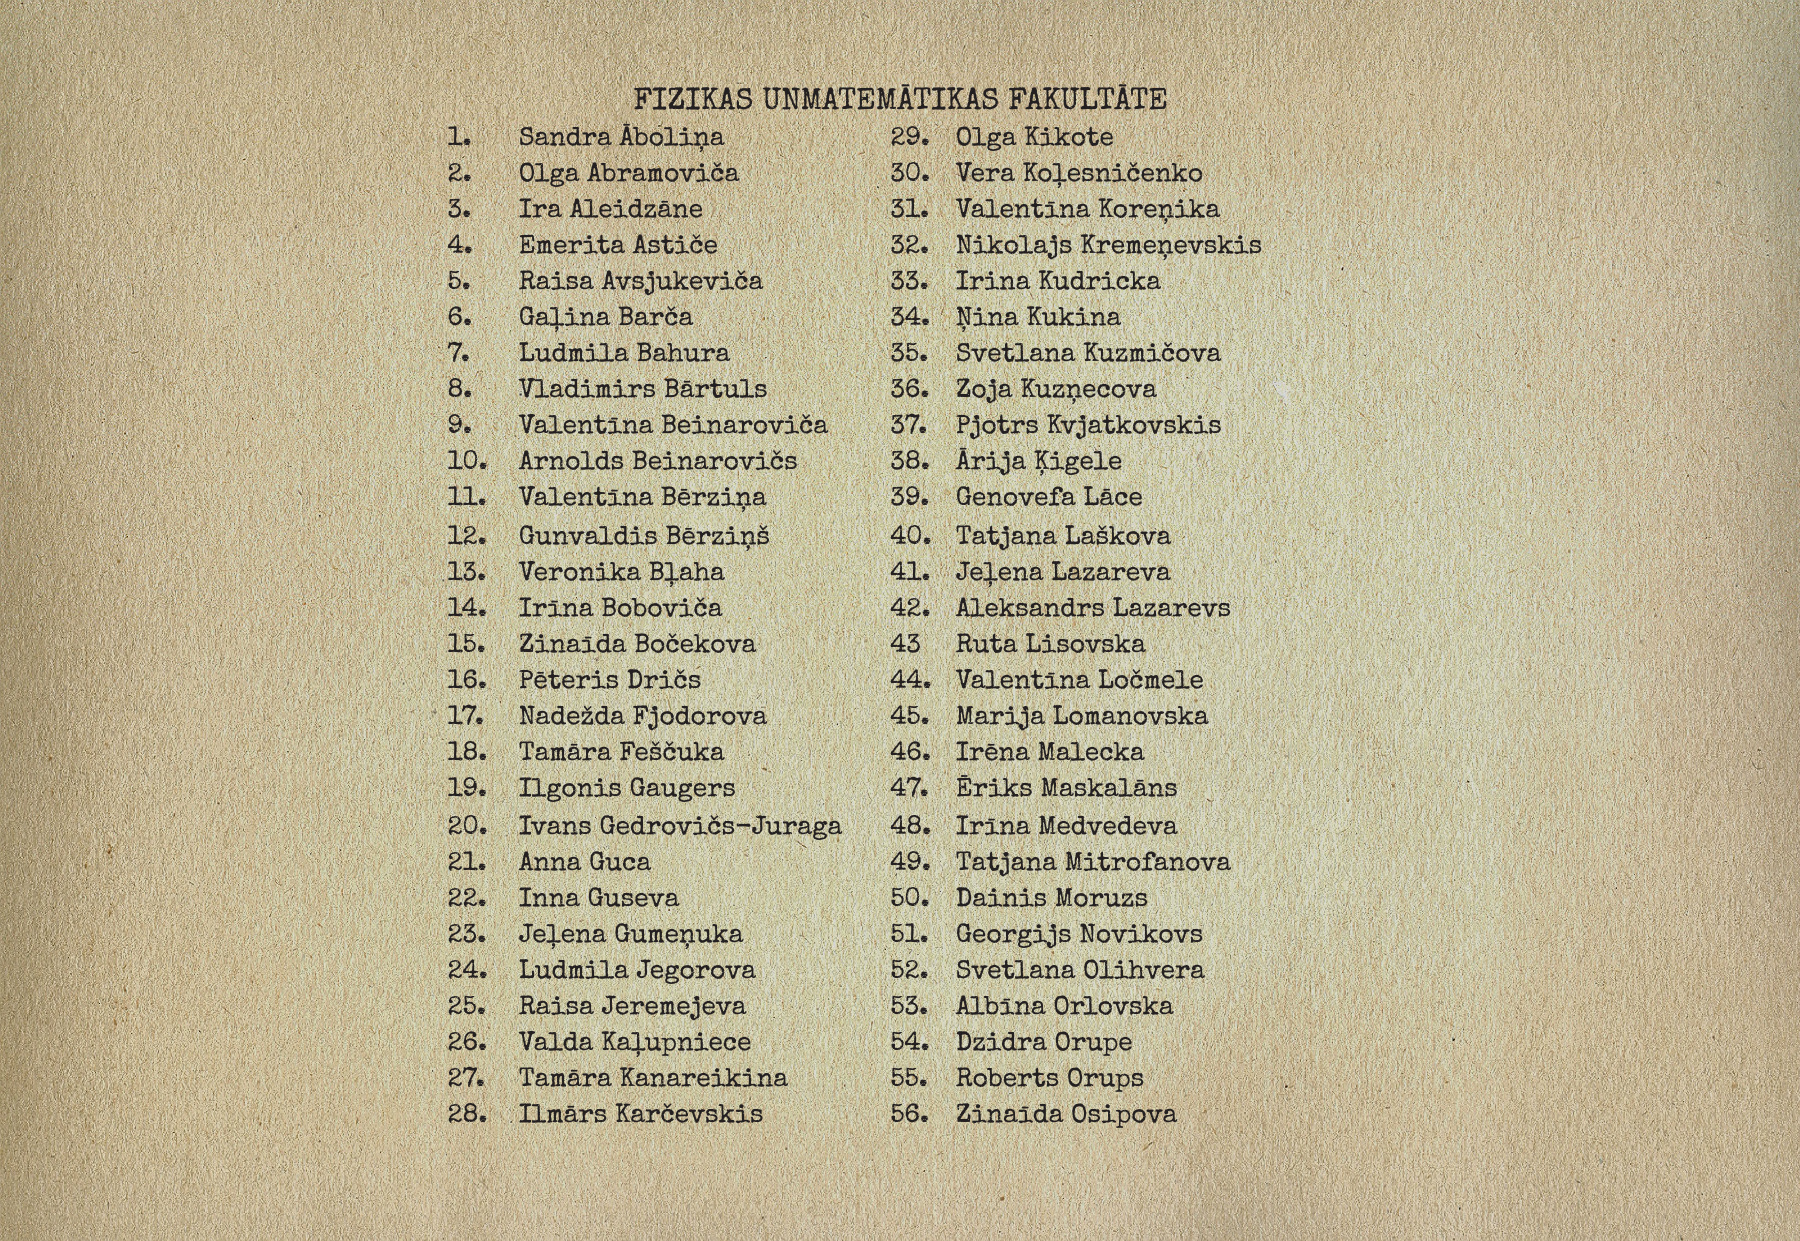 FIZIKAS UNMATEMĀTIKAS FAKULTĀTE
1. Sandra Āboliņa
2. Olga Abramoviča
3. Ira Aleidzāne
4. Emerita Astiče
5. Raisa Avsjukeviča
6. Gaļina Barča
7. Ludmila Bahura
8. Vladimirs Bārtuls
9. Valentīna Beinaroviča
10. Arnolds Beinarovičs
11. Valentīna Bērziņa
12. Gunvaldis Bērziņš
13. Veronika Bļaha
14. Irīna Boboviča
15. Zinaīda Bočekova
16. Pēteris Dričs
17. Nadežda Fjodorova
18. Tamāra Feščuka
19. Ilgonis Gaugers
20. Ivans Gedrovičs-Juraga
21. Anna Guca
22. Inna Guseva
23. Jeļena Gumeņuka
24. Ludmila Jegorova
25. Raisa Jeremejeva
26. Valda Kaļupniece
27. Tamāra Kanareikina
28. Ilmārs Karčevskis
29. Olga Kikote
30. Vera Koļesničenko
31. Valentīna Koreņika
32. Nikolajs Kremeņevskis
33. Irina Kudricka
34. Ņina Kukina
35. Svetlana Kuzmičova
36. Zoja Kuzņecova
37. Pjotrs Kvjatkovskis
38. Ārija Ķigele
39. Genovefa Lāce
40. Tatjana Laškova
41. Jeļena Lazareva
42. Aleksandrs Lazarevs
43 Ruta Lisovska
44. Valentīna Ločmele
45. Marija Lomanovska
46. Irēna Malecka
47. Ēriks Maskalāns
48. Irīna Medvedeva
49. Tatjana Mitrofanova
50. Dainis Moruzs
51. Georgijs Novikovs
52. Svetlana Olihvera
53. Albīna Orlovska
54. Dzidra Orupe
55. Roberts Orups
56. Zinaīda Osipova